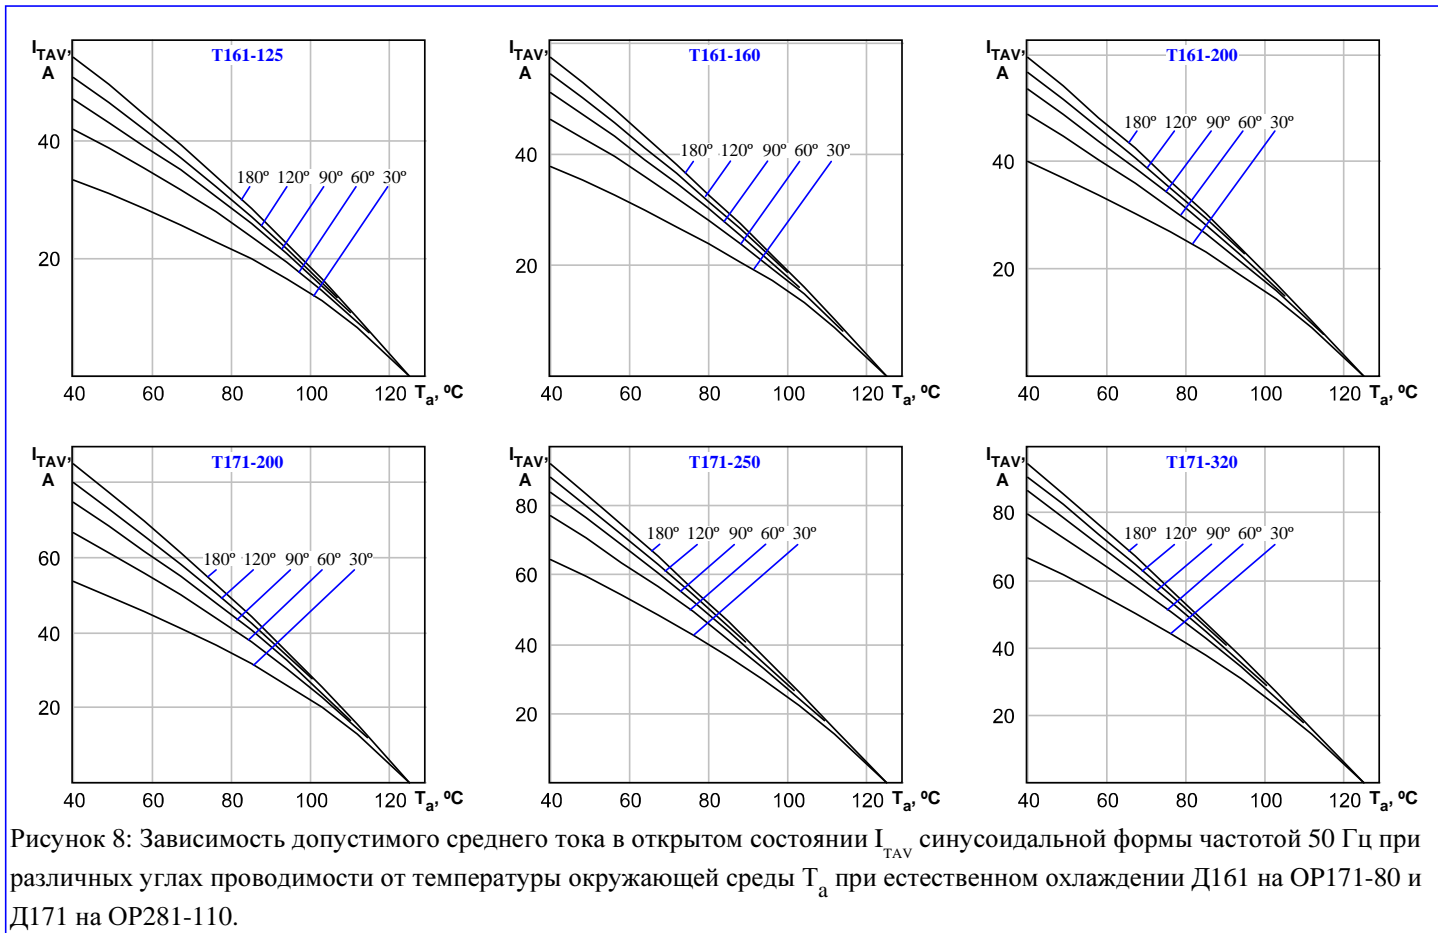 I_TAV, A
T161-125
180º 120º 90º 60º 30º
40
20
40 60 80 100 120 T_a, ºC
I_TAV, A
T161-160
180º 120º 90º 60º 30º
40
20
40 60 80 100 120 T_a, ºC
I_TAV, A
T161-200
180º 120º 90º 60º 30º
40
20
40 60 80 100 120 T_a, ºC
I_TAV, A
T171-200
180º 120º 90º 60º 30º
60
40
20
40 60 80 100 120 T_a, ºC
I_TAV, A
T171-250
80
180º 120º 90º 60º 30º
60
40
20
40 60 80 100 120 T_a, ºC
I_TAV, A
T171-320
80
180º 120º 90º 60º 30º
60
40
20
40 60 80 100 120 T_a, ºC
Рисунок 8: Зависимость допустимого среднего тока в открытом состоянии I_TAV синусоидальной формы частотой 50 Гц при
различных углах проводимости от температуры окружающей среды T_a при естественном охлаждении Д161 на ОР171-80 и
Д171 на ОР281-110.